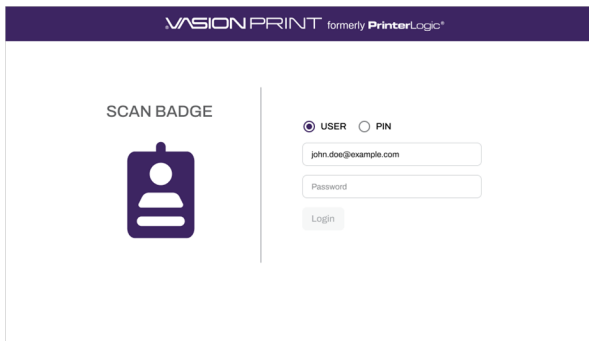 VASION PRINT formerly PrinterLogic®
SCAN BADGE
USER PIN
john.doe@example.com
Password
Login